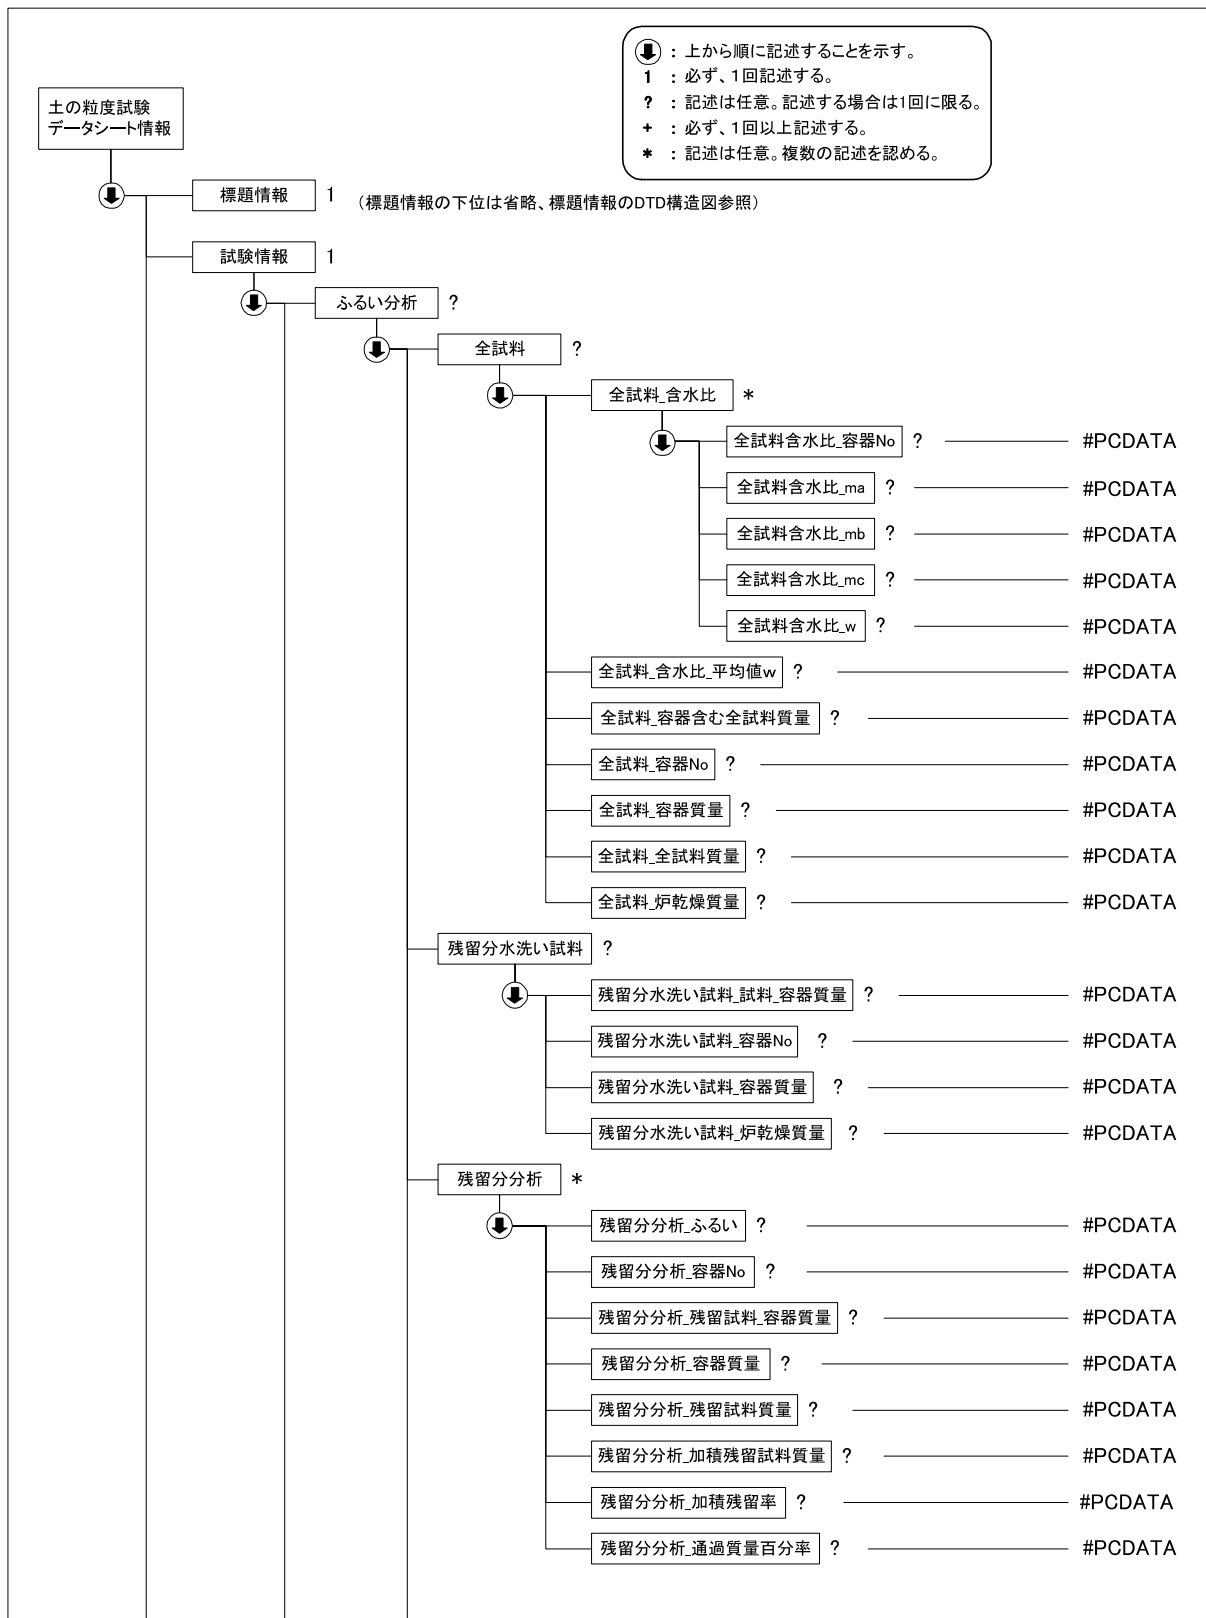 ： 上から順に記述することを示す。
1 ： 必ず、1回記述する。
? ： 記述は任意。記述する場合は1回に限る。
+ ： 必ず、1回以上記述する。
* ： 記述は任意。複数の記述を認める。
土の粒度試験
データシート情報
標題情報 1 （標題情報の下位は省略、標題情報のDTD構造図参照）
試験情報 1
ふるい分析 ?
全試料 ?
全試料_含水比 *
全試料含水比_容器No ? #PCDATA
全試料含水比_ma ? #PCDATA
全試料含水比_mb ? #PCDATA
全試料含水比_mc ? #PCDATA
全試料含水比_w ? #PCDATA
全試料_含水比_平均値w ? #PCDATA
全試料_容器含む全試料質量 ? #PCDATA
全試料_容器No ? #PCDATA
全試料_容器質量 ? #PCDATA
全試料_全試料質量 ? #PCDATA
全試料_炉乾燥質量 ? #PCDATA
残留分水洗い試料 ?
残留分水洗い試料_試料_容器質量 ? #PCDATA
残留分水洗い試料_容器No ? #PCDATA
残留分水洗い試料_容器質量 ? #PCDATA
残留分水洗い試料_炉乾燥質量 ? #PCDATA
残留分分析 *
残留分分析_ふるい ? #PCDATA
残留分分析_容器No ? #PCDATA
残留分分析_残留試料_容器質量 ? #PCDATA
残留分分析_容器質量 ? #PCDATA
残留分分析_残留試料質量 ? #PCDATA
残留分分析_加積残留試料質量 ? #PCDATA
残留分分析_加積残留率 ? #PCDATA
残留分分析_通過質量百分率 ? #PCDATA